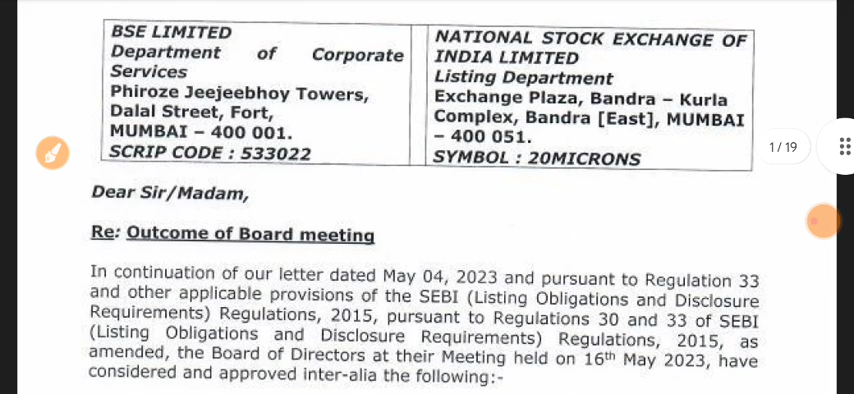 BSE LIMITED
Department of Corporate
Services
Phiroze Jeejeebhoy Towers,
Dalal Street, Fort,
MUMBAI – 400 001.
SCRIP CODE : 533022
NATIONAL STOCK EXCHANGE OF
INDIA LIMITED
Listing Department
Exchange Plaza, Bandra – Kurla
Complex, Bandra [East], MUMBAI
– 400 051.
SYMBOL : 20MICRONS
1 / 19
Dear Sir/Madam,
Re: Outcome of Board meeting
In continuation of our letter dated May 04, 2023 and pursuant to Regulation 33
and other applicable provisions of the SEBI (Listing Obligations and Disclosure
Requirements) Regulations, 2015, pursuant to Regulations 30 and 33 of SEBI
(Listing Obligations and Disclosure Requirements) Regulations, 2015, as
amended, the Board of Directors at their Meeting held on 16th May 2023, have
considered and approved inter-alia the following:-